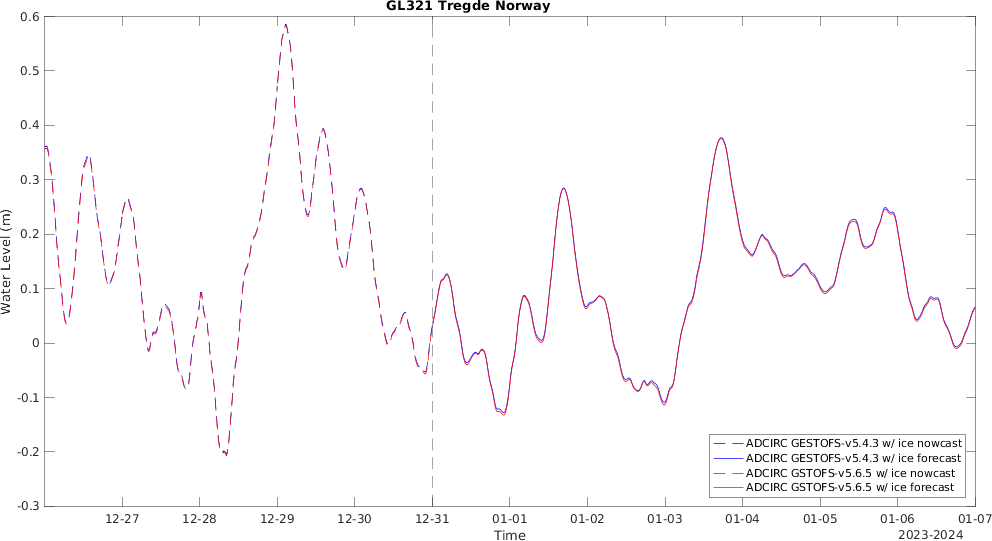 GL321 Tregde Norway
0.6
0.5
0.4
0.3
0.2
0.1
0
-0.1
-0.2
-0.3
Water Level (m)
ADCIRC GESTOFS-v5.4.3 w/ ice nowcast
ADCIRC GESTOFS-v5.4.3 w/ ice forecast
ADCIRC GSTOFS-v5.6.5 w/ ice nowcast
ADCIRC GSTOFS-v5.6.5 w/ ice forecast
12-27 12-28 12-29 12-30 12-31 01-01 01-02 01-03 01-04 01-05 01-06 01-07
Time
2023-2024